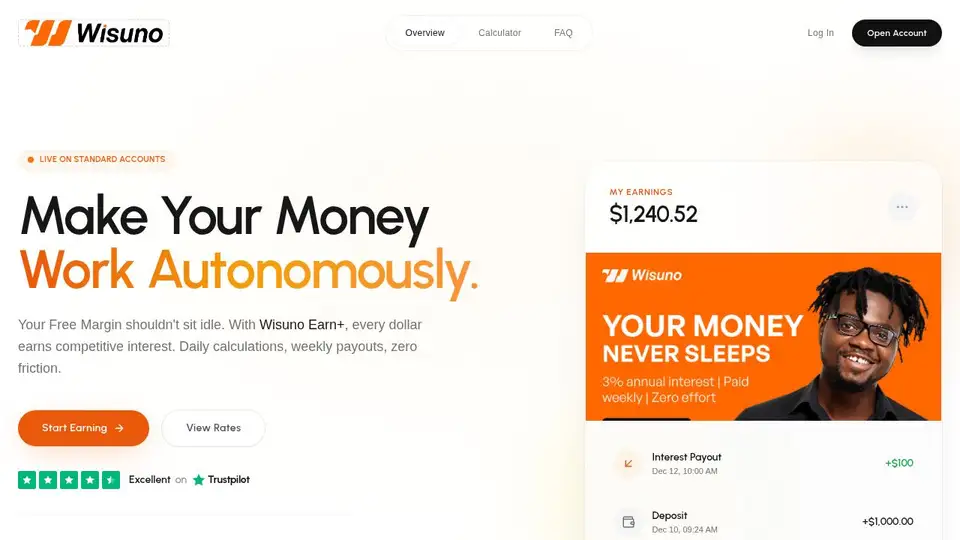 Wisuno
Overview
Calculator
FAQ
Log In
Open Account
LIVE ON STANDARD ACCOUNTS
Make Your Money
Work Autonomously.
Your Free Margin shouldn't sit idle. With Wisuno Earn+, every dollar
earns competitive interest. Daily calculations, weekly payouts, zero
friction.
Start Earning
View Rates
Excellent on Trustpilot
MY EARNINGS
$1,240.52
Wisuno
YOUR MONEY
NEVER SLEEPS
3% annual interest | Paid
weekly | Zero effort
Interest Payout
Dec 12, 10:00 AM
+$100
Deposit
Dec 10, 09:24 AM
+$1,000.00